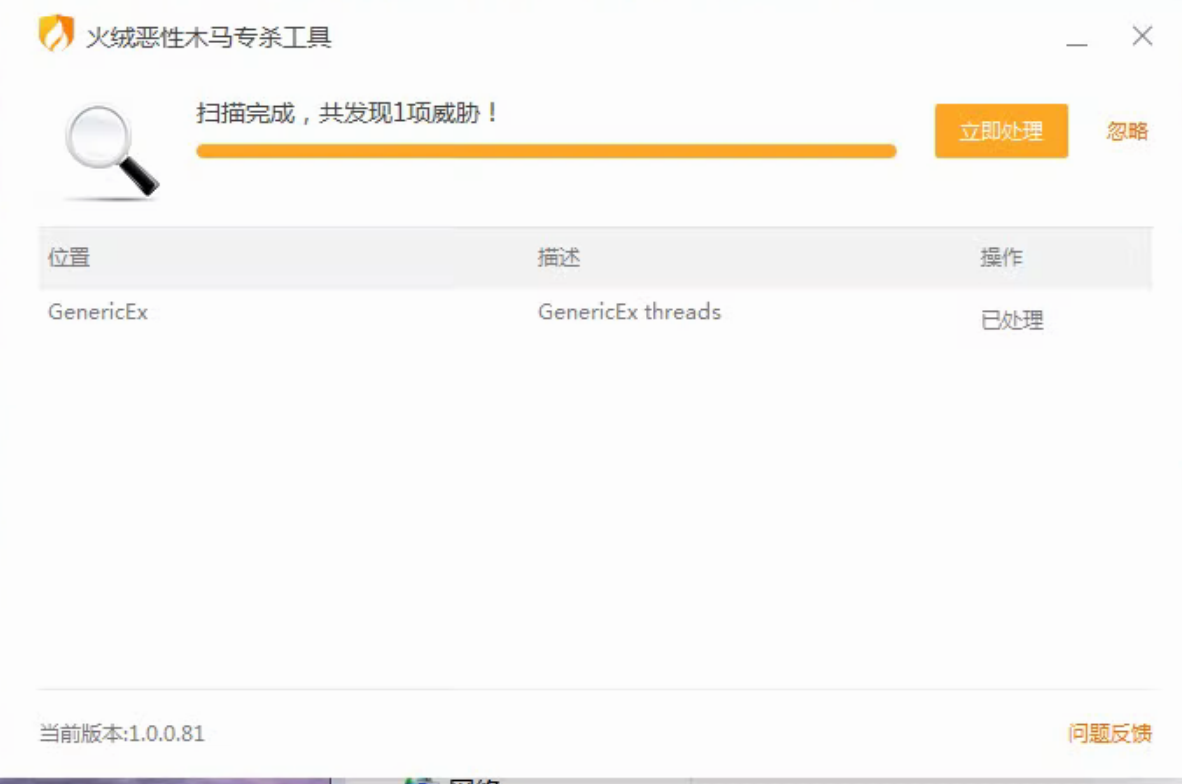 火绒恶性木马专杀工具
扫描完成，共发现1项威胁！
立即处理
忽略
位置 描述 操作
GenericEx GenericEx threads 已处理
当前版本:1.0.0.81
问题反馈